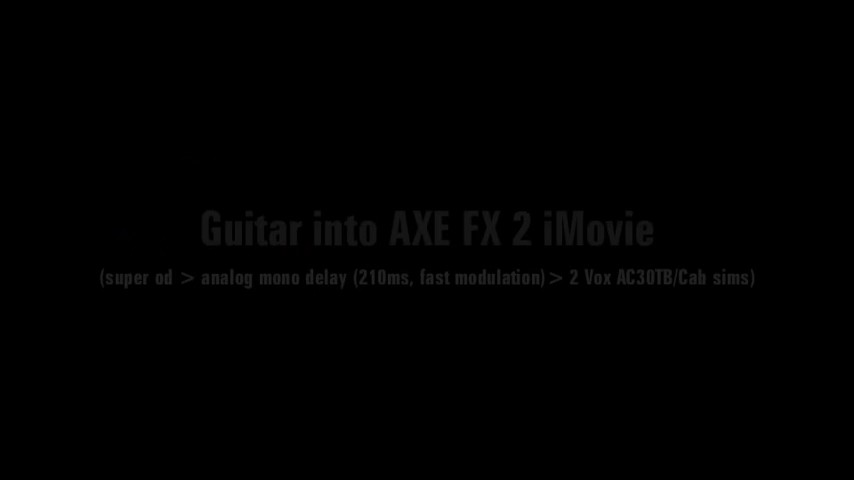 Guitar into AXE FX 2 iMovie
(super od > analog mono delay (210ms, fast modulation) > 2 Vox AC30TB/Cab sims)